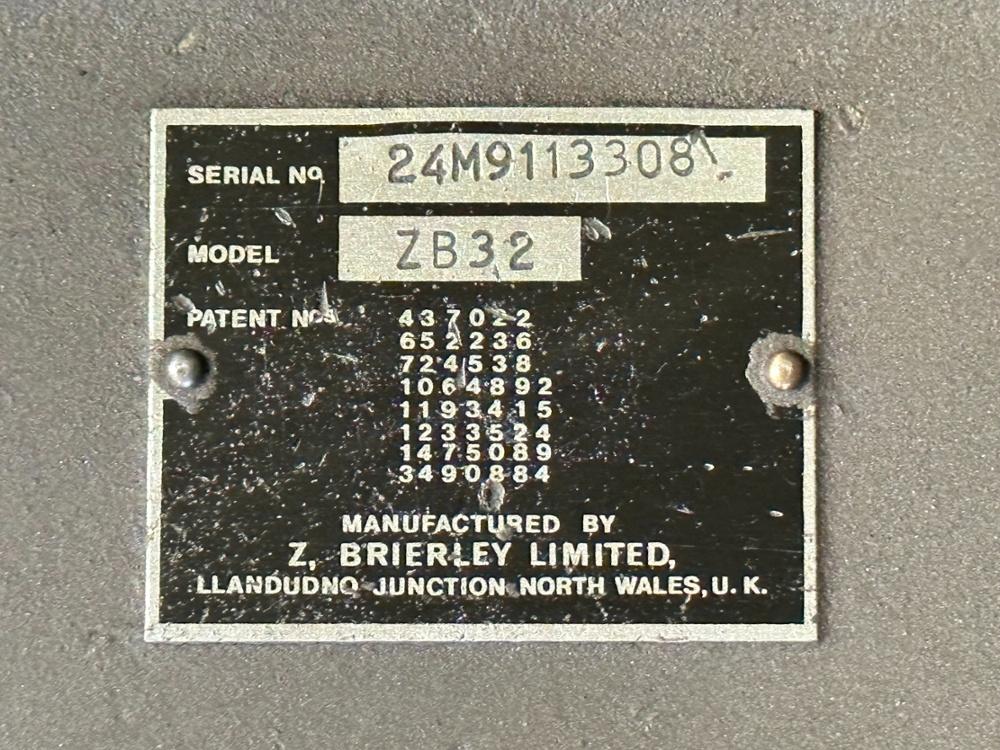 SERIAL Nº 24M9113308
MODEL ZB32
PATENT Nos. 437022
652236
724538
1064892
1193415
1233524
1475089
3490884
MANUFACTURED BY
Z. BRIERLEY LIMITED,
LLANDUDNO JUNCTION NORTH WALES, U.K.